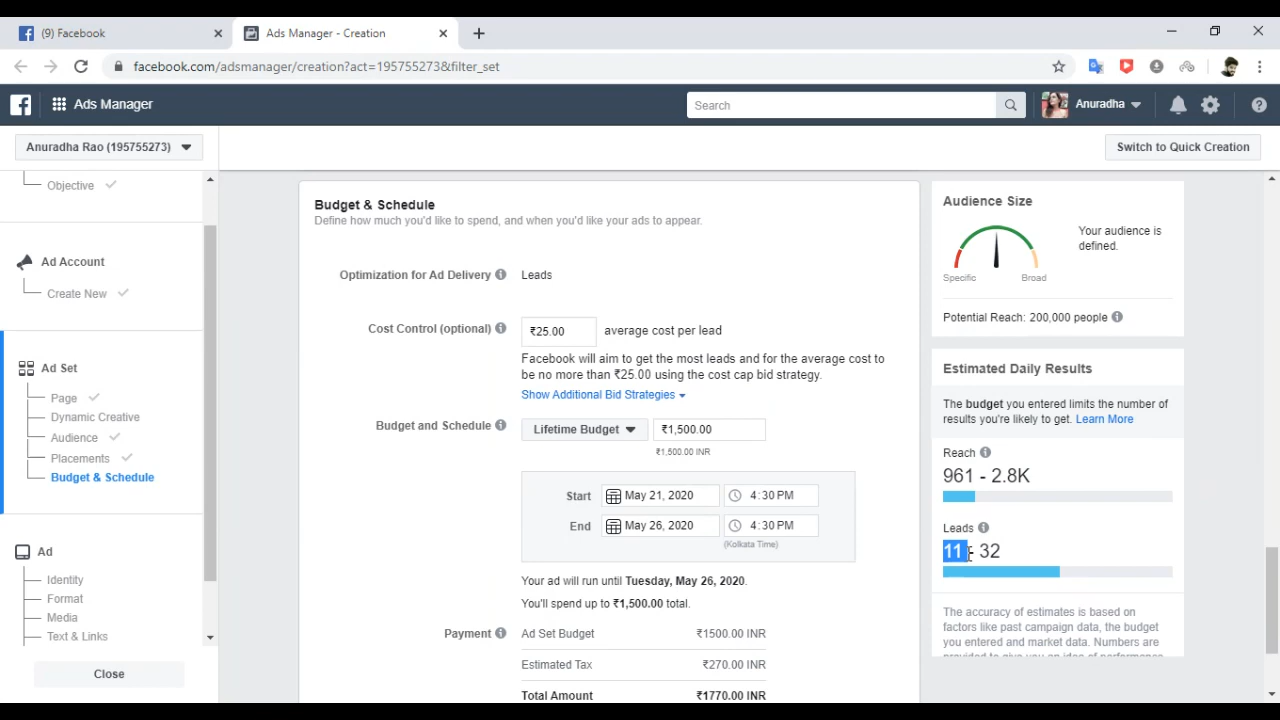 (9) Facebook
Ads Manager - Creation
facebook.com/adsmanager/creation?act=195755273&filter_set
Ads Manager
Search
Anuradha
Anuradha Rao (195755273)
Switch to Quick Creation
Objective
Ad Account
Create New
Ad Set
Page
Dynamic Creative
Audience
Placements
Budget & Schedule
Ad
Identity
Format
Media
Text & Links
Close
Budget & Schedule
Define how much you'd like to spend, and when you'd like your ads to appear.
Optimization for Ad Delivery Leads
Cost Control (optional) ₹25.00 average cost per lead
Facebook will aim to get the most leads and for the average cost to
be no more than ₹25.00 using the cost cap bid strategy.
Show Additional Bid Strategies
Budget and Schedule Lifetime Budget ₹1,500.00
₹1,500.00 INR
Start May 21, 2020 4:30 PM
End May 26, 2020 4:30 PM
(Kolkata Time)
Your ad will run until Tuesday, May 26, 2020.
You'll spend up to ₹1,500.00 total.
Payment Ad Set Budget ₹1500.00 INR
Estimated Tax ₹270.00 INR
Total Amount ₹1770.00 INR
Audience Size
Your audience is
defined.
Specific Broad
Potential Reach: 200,000 people
Estimated Daily Results
The budget you entered limits the number of
results you're likely to get. Learn More
Reach
961 - 2.8K
Leads
11 - 32
The accuracy of estimates is based on
factors like past campaign data, the budget
you entered and market data. Numbers are
provided to give you an idea of performance